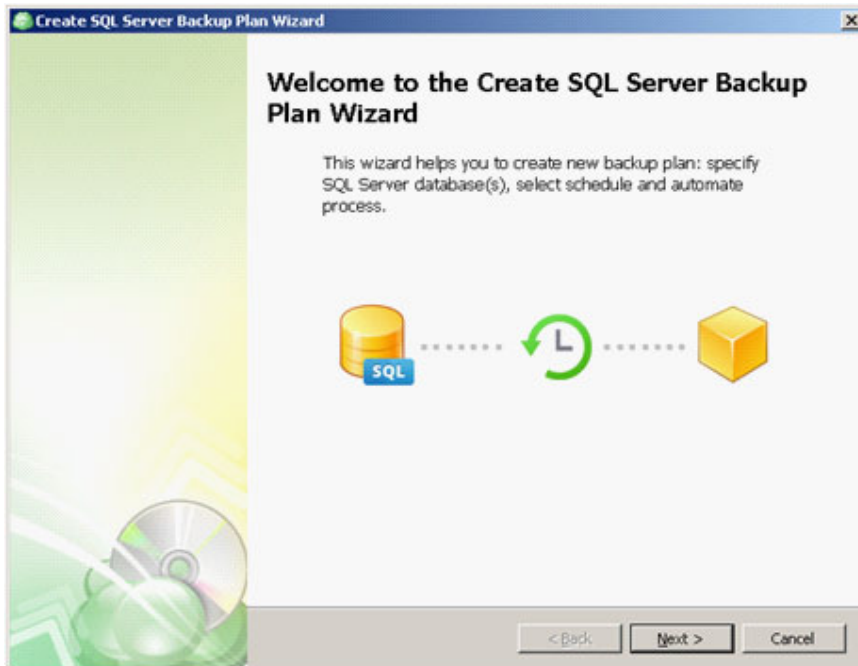 Create SQL Server Backup Plan Wizard
Welcome to the Create SQL Server Backup
Plan Wizard
This wizard helps you to create new backup plan: specify
SQL Server database(s), select schedule and automate
process.
SQL
< Back
Next >
Cancel